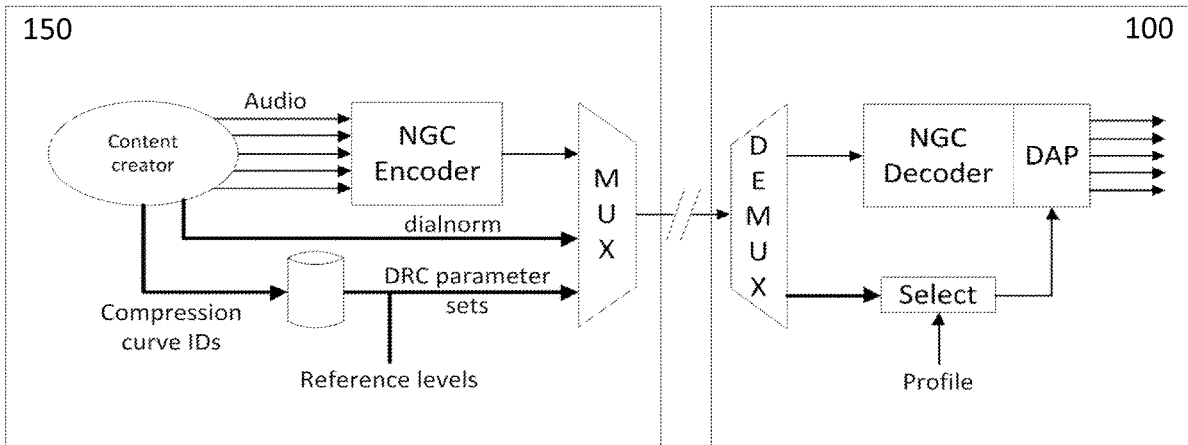 150
100
Audio
Content
creator
NGC
Encoder
dialnorm
DRC parameter
sets
Compression
curve IDs
Reference levels
M
U
X
D
E
M
U
X
NGC
Decoder
DAP
Select
Profile